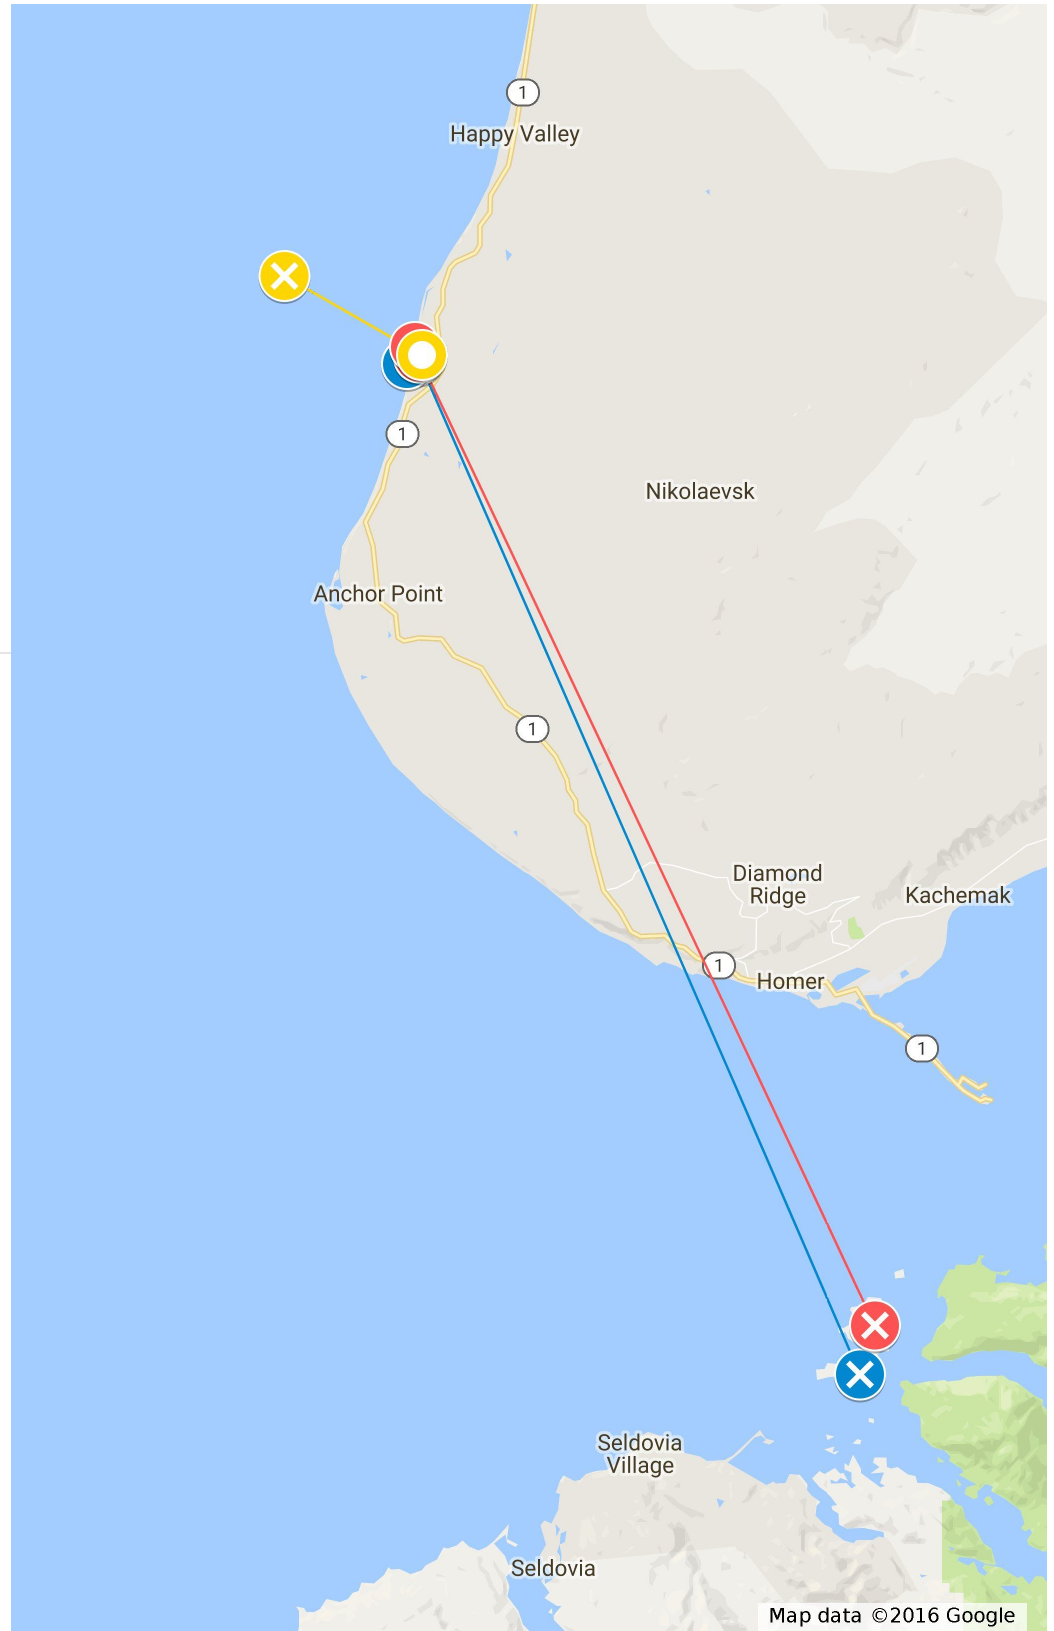 1
Happy Valley
1
Nikolaevsk
Anchor Point
1
Diamond
Ridge
Kachemak
1
Homer
1
Seldovia
Village
Seldovia
Map data ©2016 Google